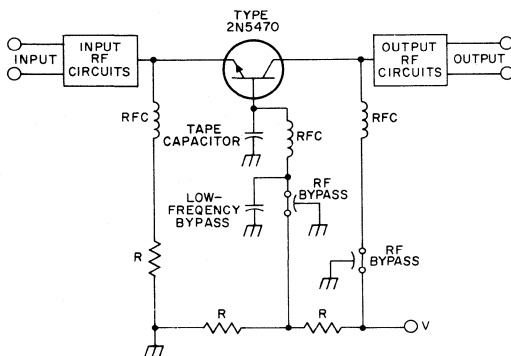 TYPE
2N5470
INPUT
INPUT RF
CIRCUITS
OUTPUT
RF
CIRCUITS
OUTPUT
RFC
TAPE
CAPACITOR
RFC
RFC
LOW-
FREQENCY
BYPASS
RF
BYPASS
RF
BYPASS
R
R
R
V